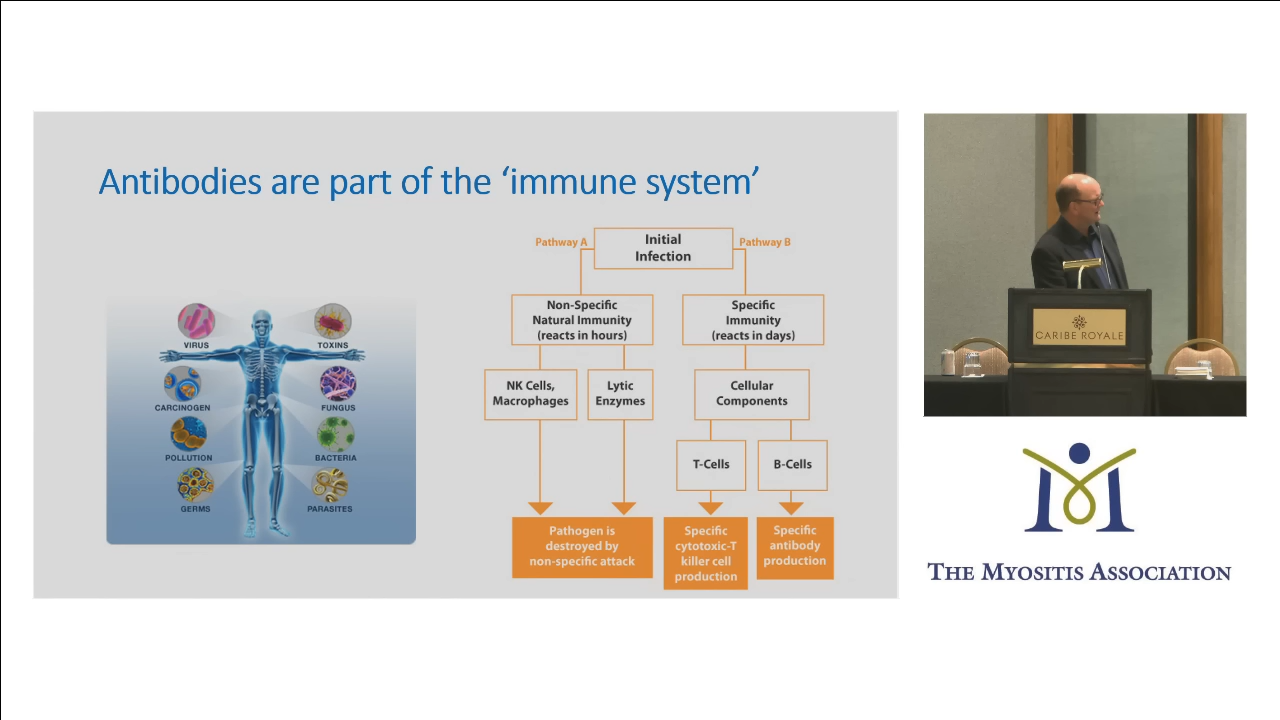 Antibodies are part of the ‘immune system’
VIRUS
TOXINS
CARCINOGEN
FUNGUS
POLLUTION
BACTERIA
GERMS
PARASITES
Pathway A
Initial
Infection
Pathway B
Non-Specific
Natural Immunity
(reacts in hours)
Specific
Immunity
(reacts in days)
NK Cells,
Macrophages
Lytic
Enzymes
Cellular
Components
T-Cells
B-Cells
Pathogen is
destroyed by
non-specific attack
Specific
cytotoxic-T
killer cell
production
Specific
antibody
production
CARIBE ROYALE
THE MYOSITIS ASSOCIATION